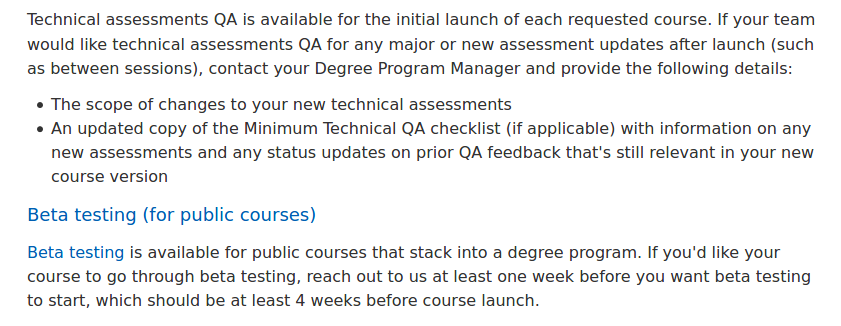 Technical assessments QA is available for the initial launch of each requested course. If your team
would like technical assessments QA for any major or new assessment updates after launch (such
as between sessions), contact your Degree Program Manager and provide the following details:
• The scope of changes to your new technical assessments
• An updated copy of the Minimum Technical QA checklist (if applicable) with information on any
new assessments and any status updates on prior QA feedback that's still relevant in your new
course version
Beta testing (for public courses)
Beta testing is available for public courses that stack into a degree program. If you'd like your
course to go through beta testing, reach out to us at least one week before you want beta testing
to start, which should be at least 4 weeks before course launch.